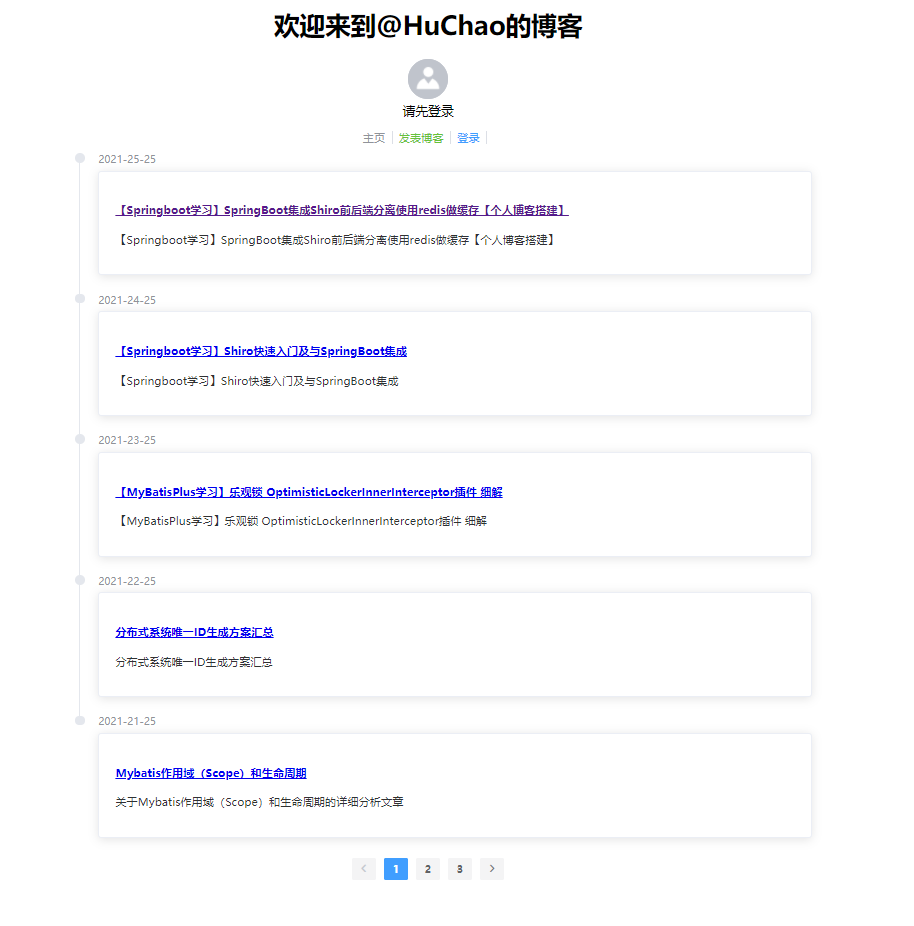 欢迎来到@HuChao的博客
请先登录
主页 发表博客 登录
2021-25-25
【Springboot学习】SpringBoot集成Shiro前后端分离使用redis做缓存【个人博客搭建】
【Springboot学习】SpringBoot集成Shiro前后端分离使用redis做缓存【个人博客搭建】
2021-24-25
【Springboot学习】Shiro快速入门及与SpringBoot集成
【Springboot学习】Shiro快速入门及与SpringBoot集成
2021-23-25
【MyBatisPlus学习】乐观锁 OptimisticLockerInnerInterceptor插件 细解
【MyBatisPlus学习】乐观锁 OptimisticLockerInnerInterceptor插件 细解
2021-22-25
分布式系统唯一ID生成方案汇总
分布式系统唯一ID生成方案汇总
2021-21-25
Mybatis作用域（Scope）和生命周期
关于Mybatis作用域（Scope）和生命周期的详细分析文章
1 2 3